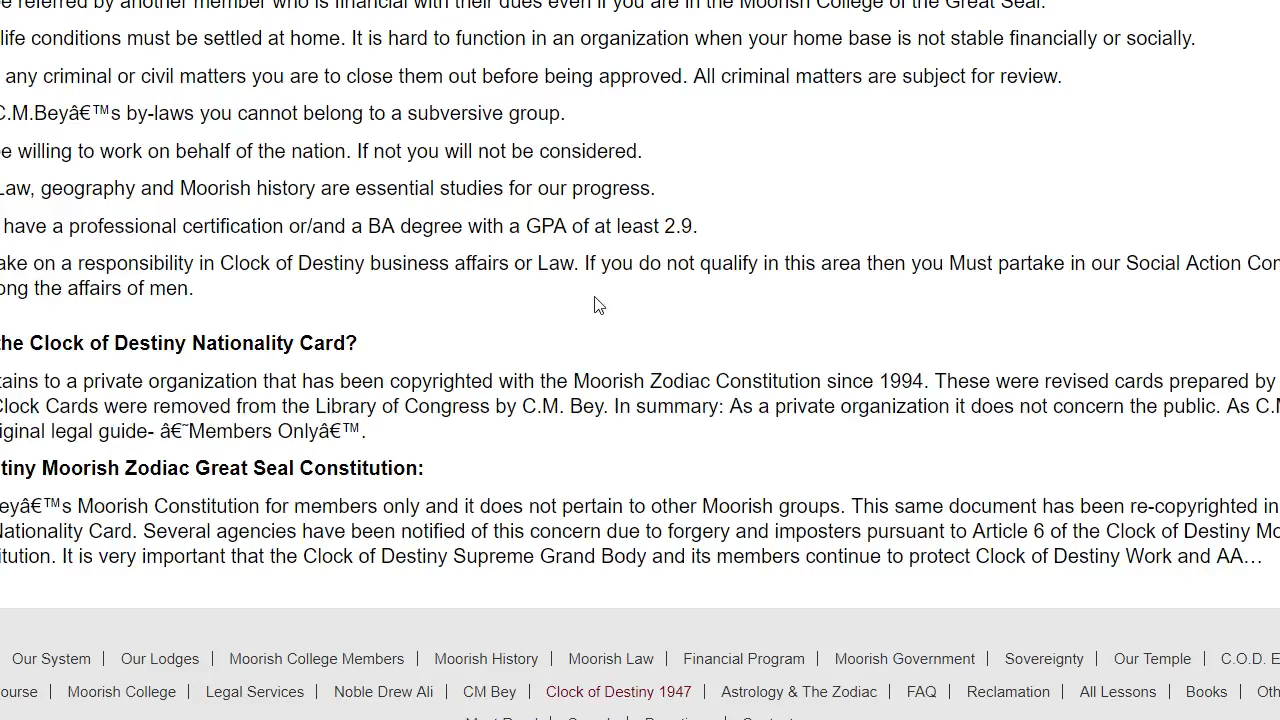 be referred by another member who is financial with their dues even if you are in the Moorish College of the Great Seal.
life conditions must be settled at home. It is hard to function in an organization when your home base is not stable financially or socially.
any criminal or civil matters you are to close them out before being approved. All criminal matters are subject for review.
C.M.Beyâ€™s by-laws you cannot belong to a subversive group.
e willing to work on behalf of the nation. If not you will not be considered.
Law, geography and Moorish history are essential studies for our progress.
have a professional certification or/and a BA degree with a GPA of at least 2.9.
ake on a responsibility in Clock of Destiny business affairs or Law. If you do not qualify in this area then you Must partake in our Social Action Con
ong the affairs of men.
the Clock of Destiny Nationality Card?
tains to a private organization that has been copyrighted with the Moorish Zodiac Constitution since 1994. These were revised cards prepared by
Clock Cards were removed from the Library of Congress by C.M. Bey. In summary: As a private organization it does not concern the public. As C.M
iginal legal guide- â€˜Members Onlyâ€™.
tiny Moorish Zodiac Great Seal Constitution:
eyâ€™s Moorish Constitution for members only and it does not pertain to other Moorish groups. This same document has been re-copyrighted in
Nationality Card. Several agencies have been notified of this concern due to forgery and imposters pursuant to Article 6 of the Clock of Destiny Mo
itution. It is very important that the Clock of Destiny Supreme Grand Body and its members continue to protect Clock of Destiny Work and AA…
Our System | Our Lodges | Moorish College Members | Moorish History | Moorish Law | Financial Program | Moorish Government | Sovereignty | Our Temple | C.O.D. E
ourse | Moorish College | Legal Services | Noble Drew Ali | CM Bey | Clock of Destiny 1947 | Astrology & The Zodiac | FAQ | Reclamation | All Lessons | Books | Oth